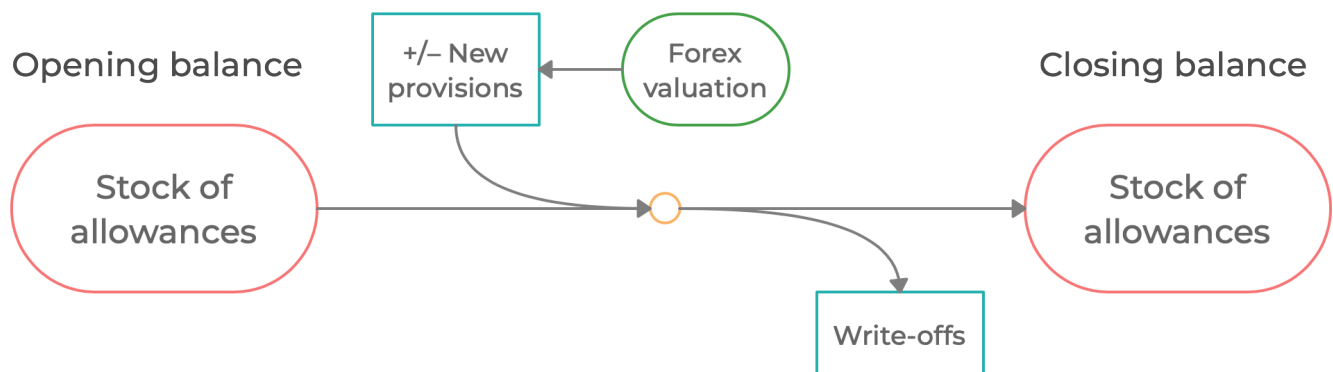 Opening balance
+/– New
provisions
Forex
valuation
Closing balance
Stock of
allowances
Stock of
allowances
Write-offs